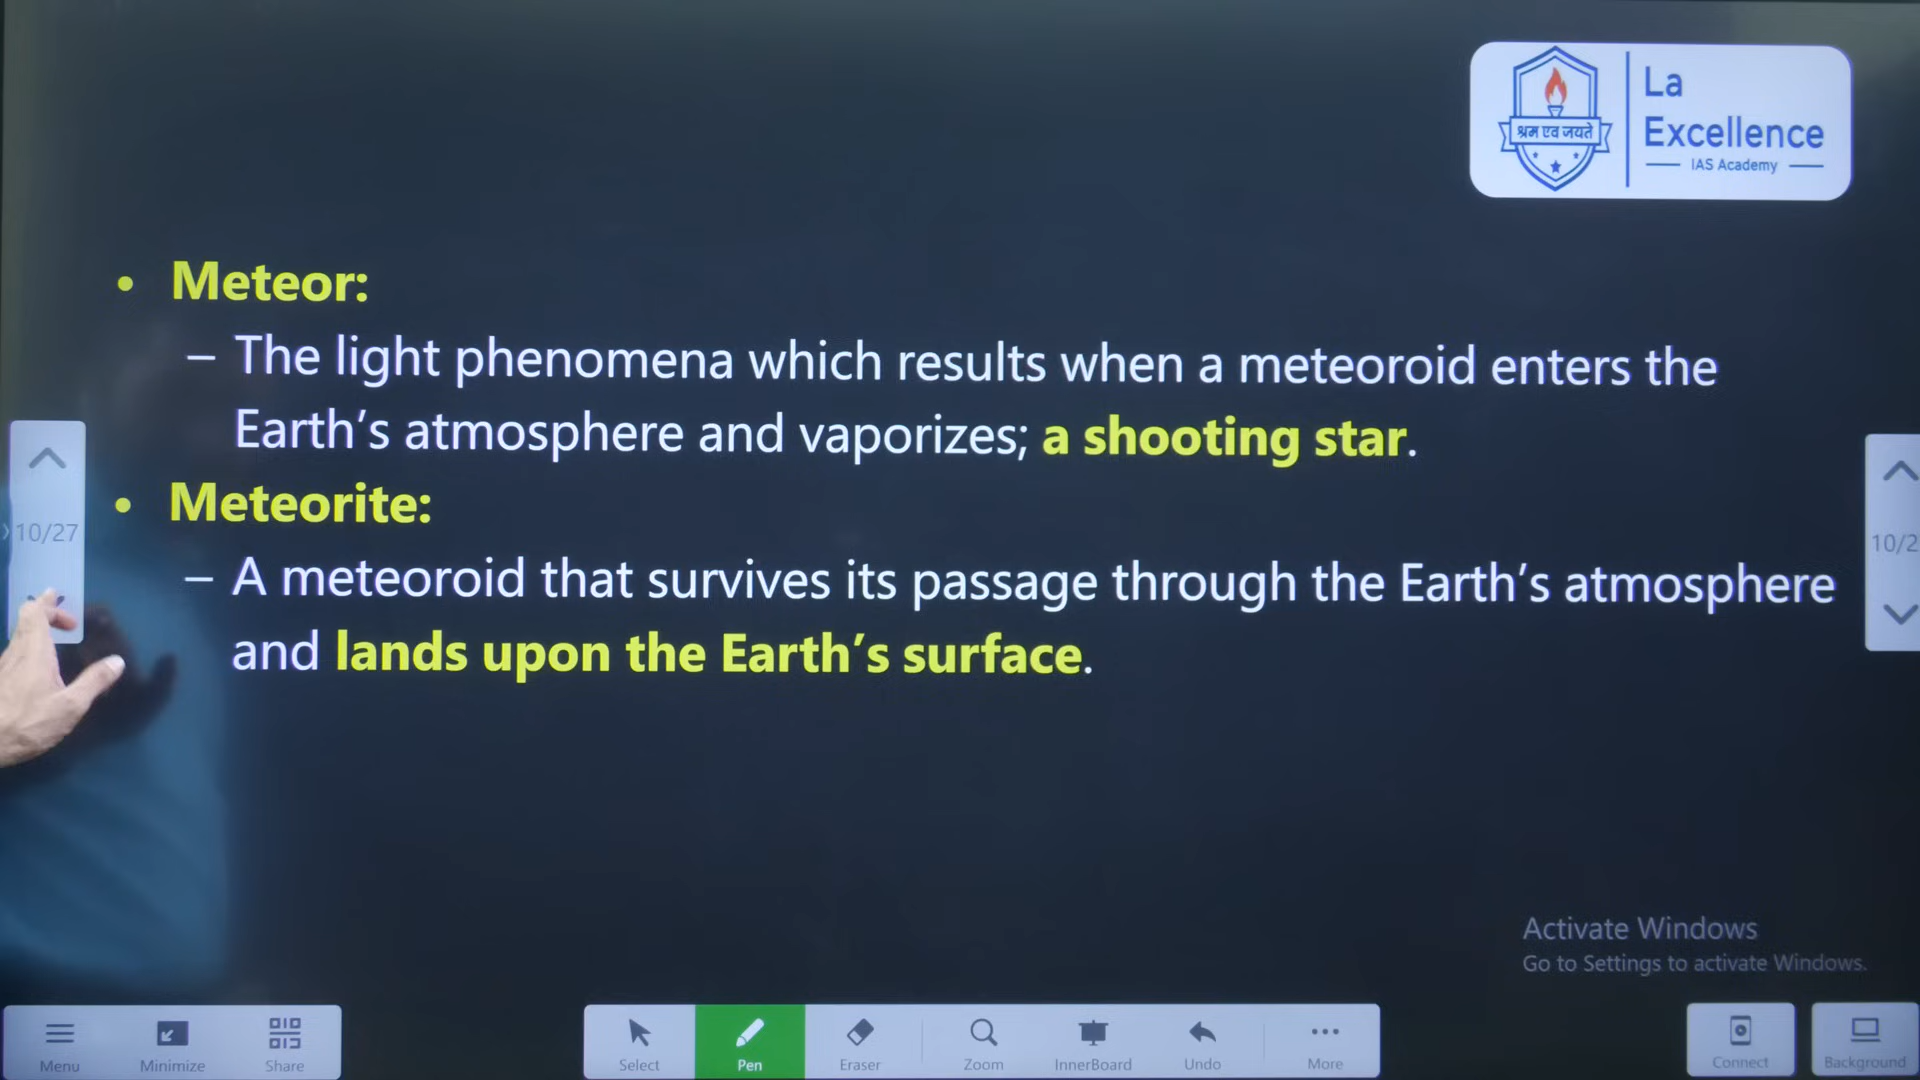 श्रम एव जयते
La
Excellence
IAS Academy
• Meteor:
– The light phenomena which results when a meteoroid enters the
Earth's atmosphere and vaporizes; a shooting star.
• Meteorite:
– A meteoroid that survives its passage through the Earth's atmosphere
and lands upon the Earth's surface.
10/27
10/2
Activate Windows
Go to Settings to activate Windows.
Menu Minimize Share Select Pen Eraser Zoom InnerBoard Undo More Connect Background